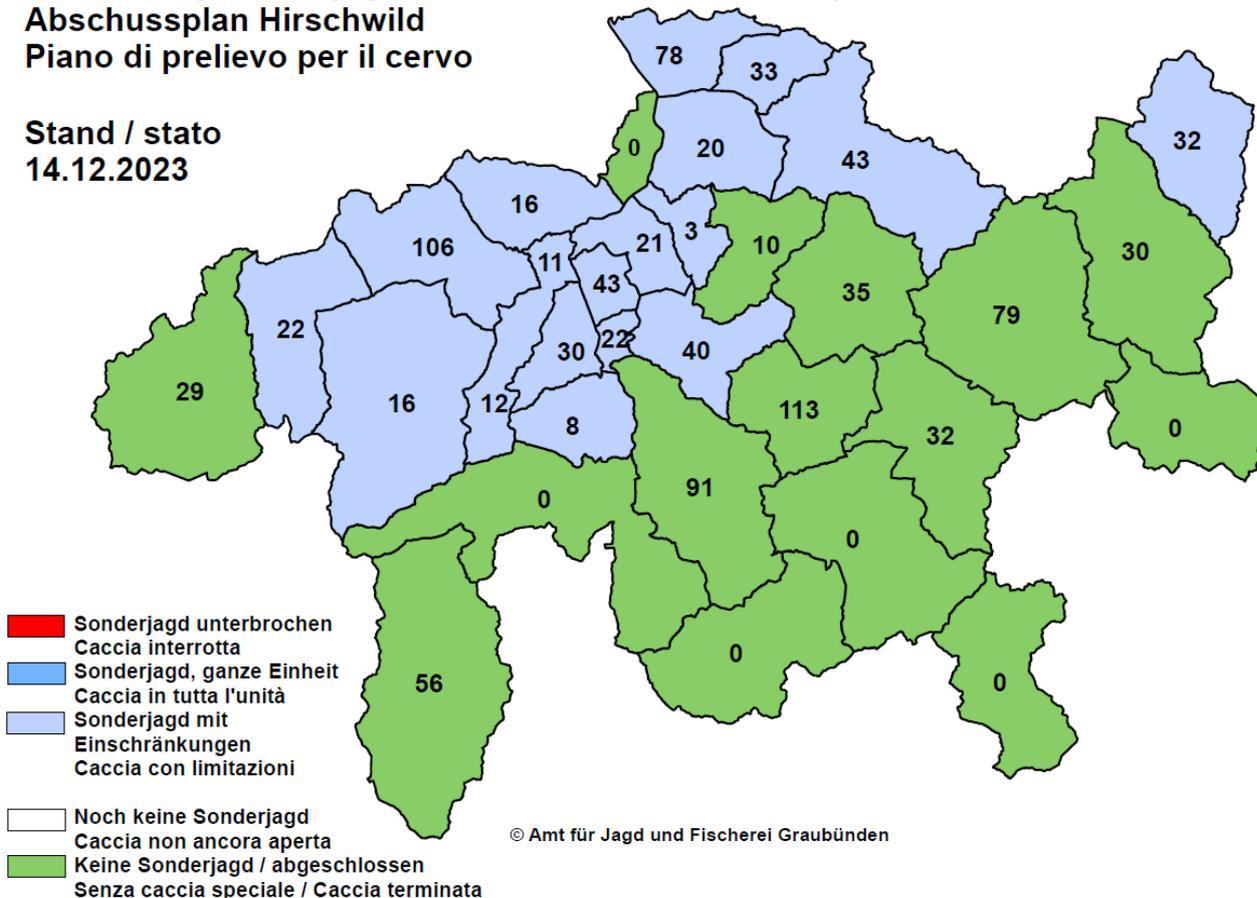 Abschussplan Hirschwild
Piano di prelievo per il cervo
Stand / stato
14.12.2023
78
33
32
0
20
43
16
3
106
21
10
30
11
43
35
22
79
22
30
40
29
16
12
113
8
32
0
91
0
0
56
0
0
Sonderjagd unterbrochen
Caccia interrotta
Sonderjagd, ganze Einheit
Caccia in tutta l'unità
Sonderjagd mit
Einschränkungen
Caccia con limitazioni
Noch keine Sonderjagd
Caccia non ancora aperta
Keine Sonderjagd / abgeschlossen
Senza caccia speciale / Caccia terminata
© Amt für Jagd und Fischerei Graubünden